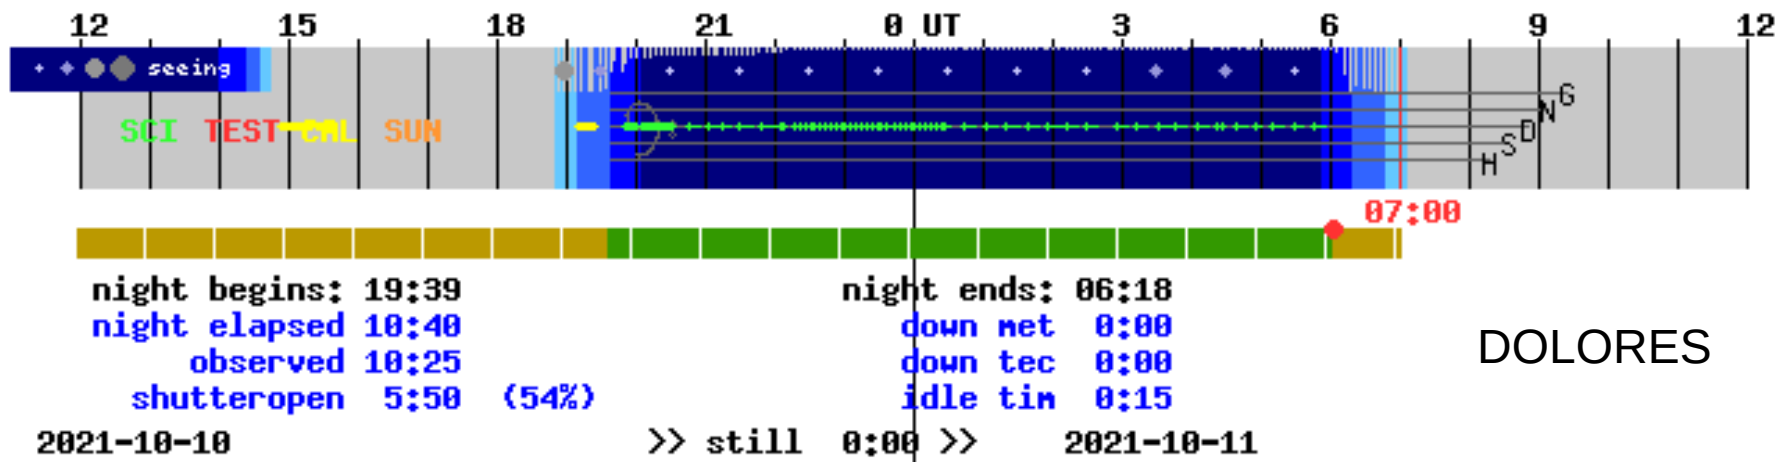 12 15 18 21 0 UT 3 6 9 12
seeing
G
N
SCI TEST CAL SUN
D
S
H
07:00
night begins: 19:39 night ends: 06:18
night elapsed 10:40 down met 0:00
observed 10:25 down tec 0:00
DOLORES
shutteropen 5:50 (54%) idle tim 0:15
2021-10-10 >> still 0:00 >> 2021-10-11